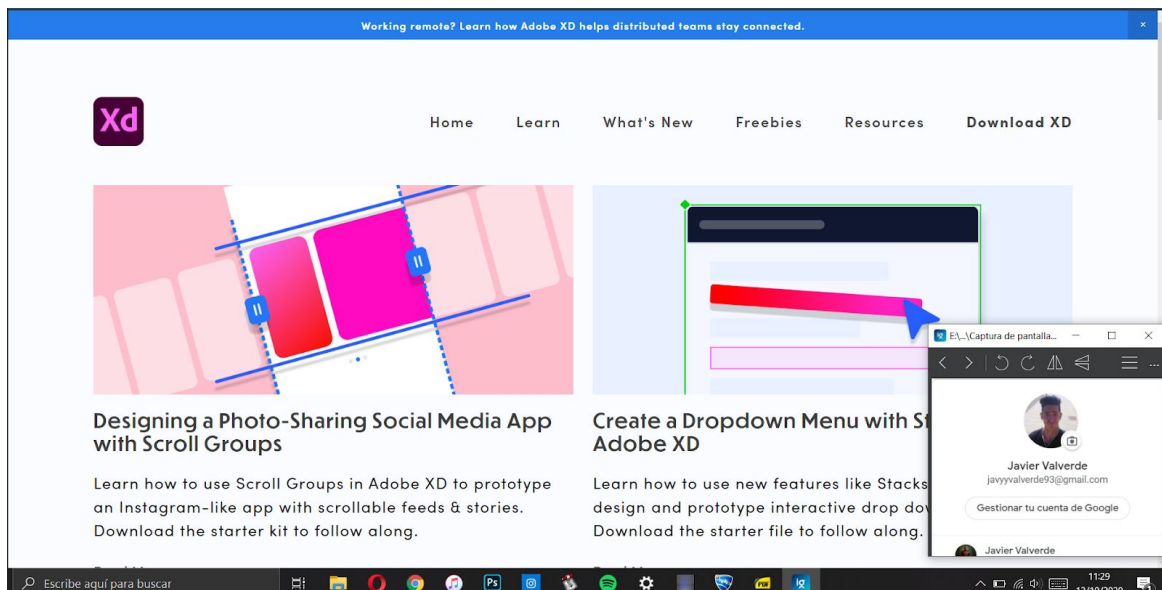 Working remote? Learn how Adobe XD helps distributed teams stay connected.
×
Xd
Home Learn What's New Freebies Resources Download XD
Designing a Photo-Sharing Social Media App
with Scroll Groups
Learn how to use Scroll Groups in Adobe XD to prototype
an Instagram-like app with scrollable feeds & stories.
Download the starter kit to follow along.
Create a Dropdown Menu with St
Adobe XD
Learn how to use new features like Stacks
design and prototype interactive drop dov
Download the starter file to follow along.
E:\...\Captura de pantalla...
Javier Valverde
javyyvalverde93@gmail.com
Gestionar tu cuenta de Google
Javier Valverde
Escribe aquí para buscar
Ps
PDF
ig
11:29